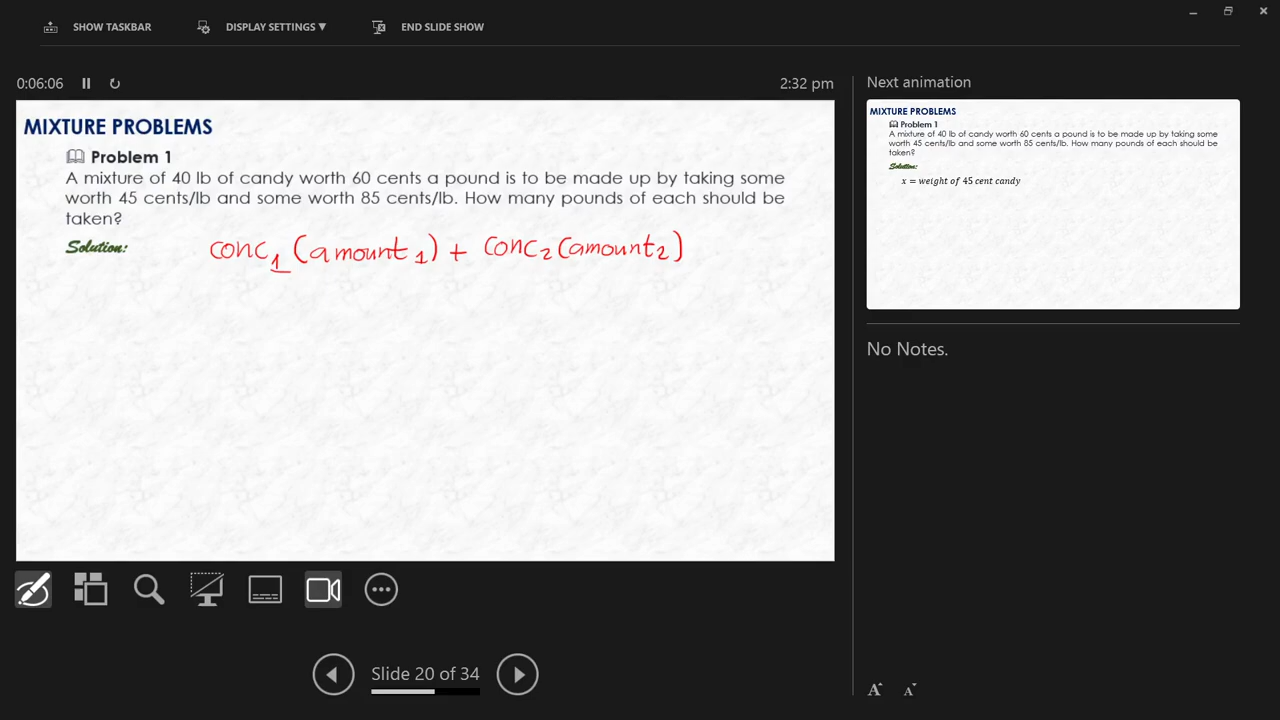 SHOW TASKBAR
DISPLAY SETTINGS ▼
END SLIDE SHOW
0:06:06
2:32 pm
MIXTURE PROBLEMS
Problem 1
A mixture of 40 lb of candy worth 60 cents a pound is to be made up by taking some
worth 45 cents/lb and some worth 85 cents/lb. How many pounds of each should be
taken?
Solution:
conc₁ (amount₁) + conc₂ (amount₂)
Slide 20 of 34
Next animation
MIXTURE PROBLEMS
Problem 1
A mixture of 40 lb of candy worth 60 cents a pound is to be made up by taking some
worth 45 cents/lb and some worth 85 cents/lb. How many pounds of each should be
taken?
Solution:
x = weight of 45 cent candy
No Notes.
A A